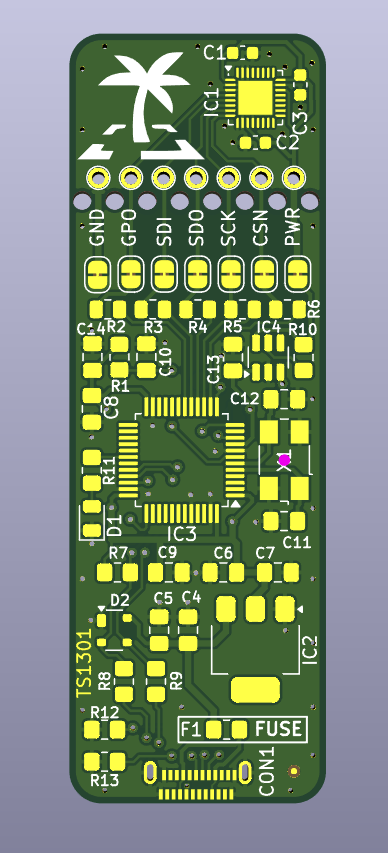 C1
IC1
C3
C2
GND GPO SDI SDO SCK CSN PWR
R6
C14 R2 R3 R4 R5 IC4 R10
C10 C13
R1
C12
C8
X1
R11
D1
IC3
C11
R7 C9 C6 C7
D2 C5 C4
IC2
TS1301
R8 R9
R12
F1 FUSE
R13
CON1